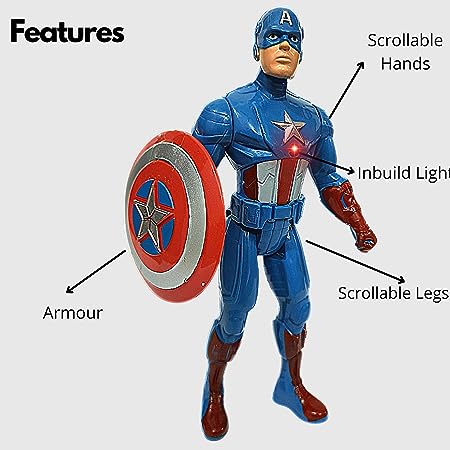 Features
A
Scrollable
Hands
Inbuild Light
Scrollable Legs
Armour